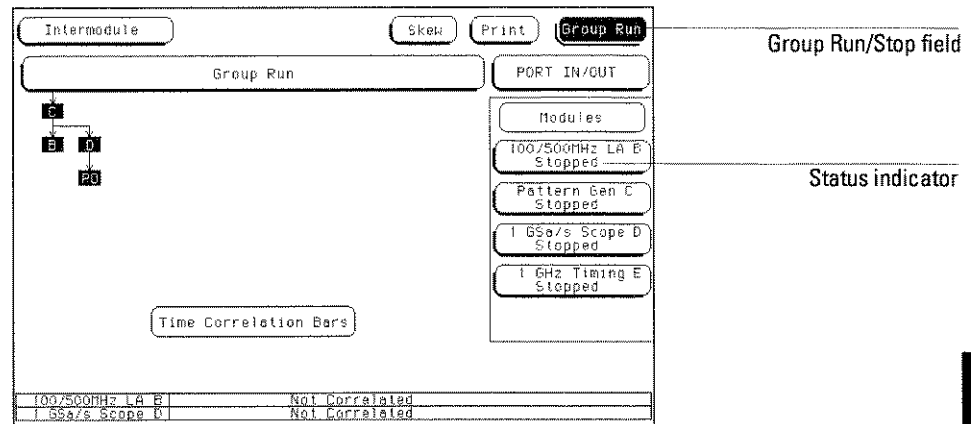 Intermodule
Skew
Print
Group Run
Group Run/Stop field
Group Run
PORT IN/OUT
C
B
D
PO
Modules
100/500MHz LA B
Stopped
Status indicator
Pattern Gen C
Stopped
1 GSa/s Scope D
Stopped
1 GHz Timing E
Stopped
Time Correlation Bars
100/500MHz LA B Not Correlated
1 GSa/s Scope D Not Correlated